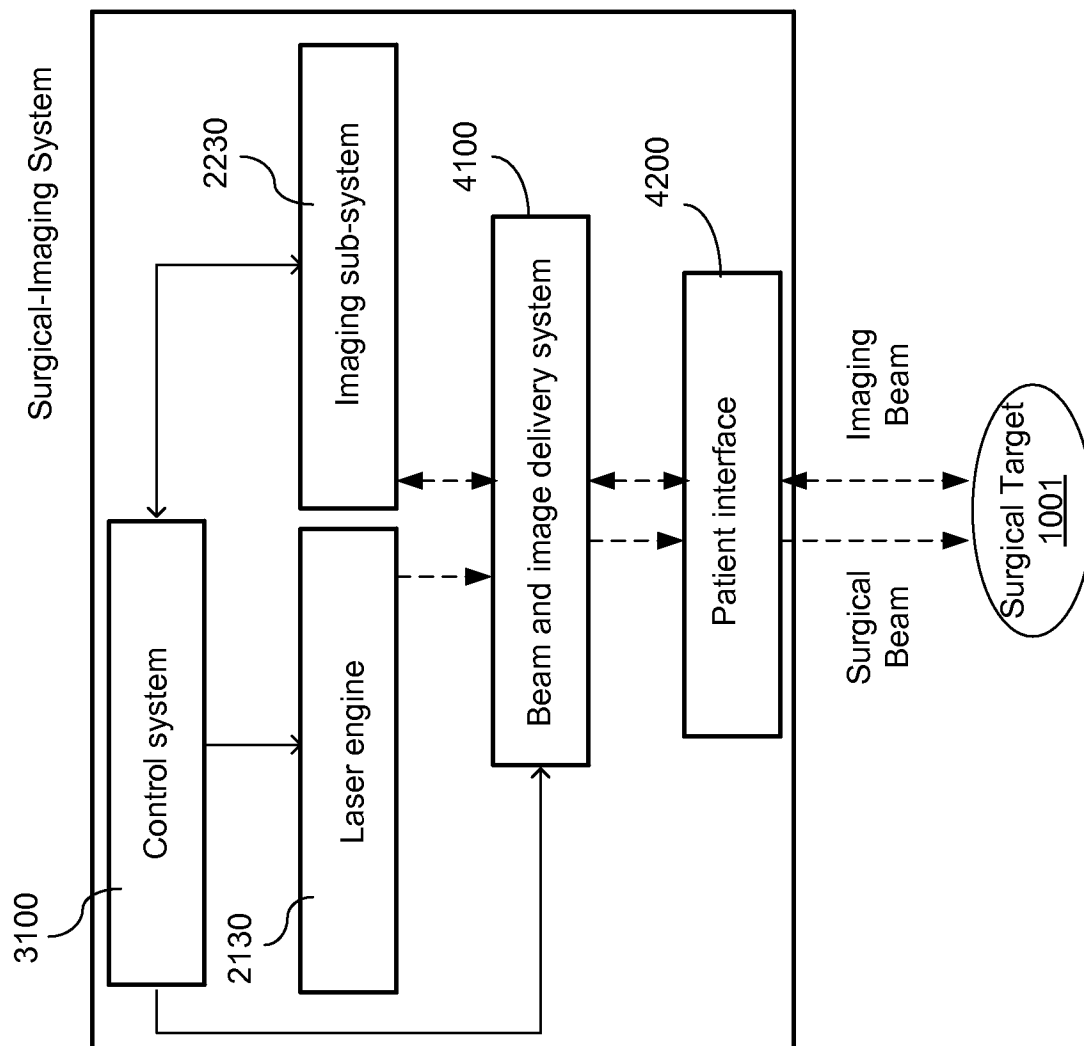 Surgical-Imaging System
3100
Control system
2130
Laser engine
2230
Imaging sub-system
4100
Beam and image delivery system
4200
Patient interface
Surgical
Beam
Imaging
Beam
Surgical Target
1001